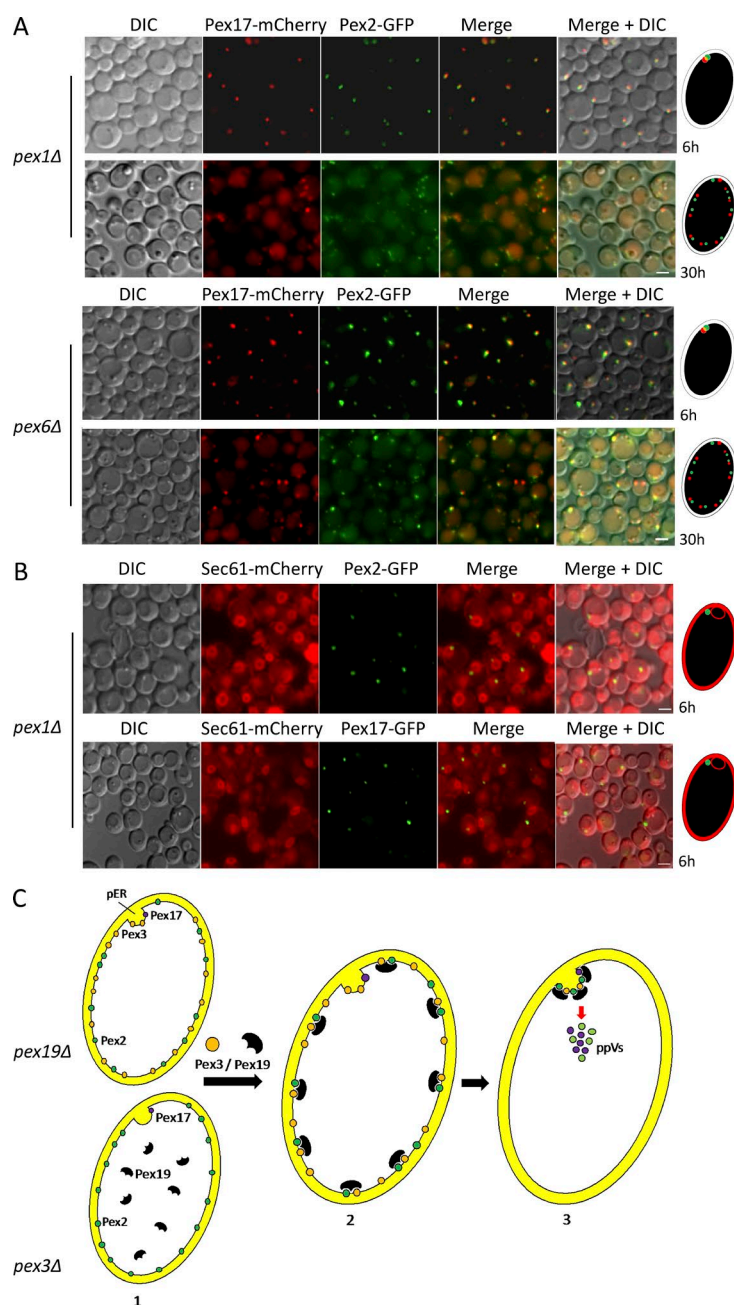 A
DIC Pex17-mCherry Pex2-GFP Merge Merge + DIC
pex1Δ
6h
30h
DIC Pex17-mCherry Pex2-GFP Merge Merge + DIC
pex6Δ
6h
30h
B
DIC Sec61-mCherry Pex2-GFP Merge Merge + DIC
pex1Δ
6h
DIC Sec61-mCherry Pex17-GFP Merge Merge + DIC
6h
C
pER
Pex17
Pex3
Pex2
pex19Δ
Pex3 / Pex19
ppVs
Pex17
Pex19
Pex2
pex3Δ
1
2
3